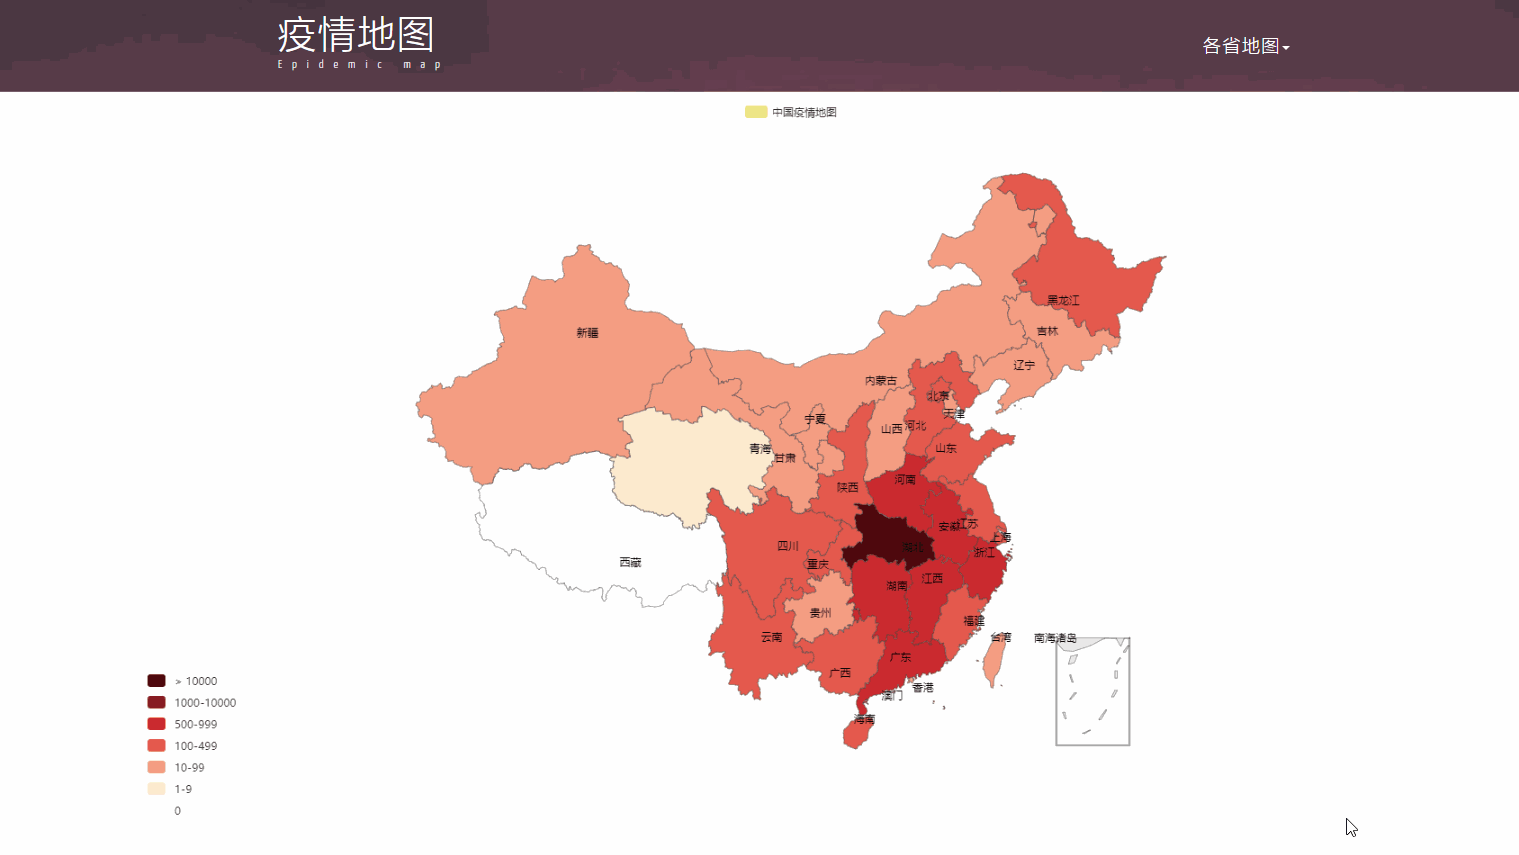 疫情地图
Epidemic map
各省地图
中国疫情地图
黑龙江
吉林
新疆
辽宁
内蒙古
北京
天津
宁夏
山西
河北
青海
甘肃
山东
河南
陕西
安徽
江苏
上海
四川
湖北
浙江
西藏
重庆
江西
湖南
贵州
福建
云南
台湾
南海诸岛
广东
广西
香港
澳门
海南
> 10000
1000-10000
500-999
100-499
10-99
1-9
0